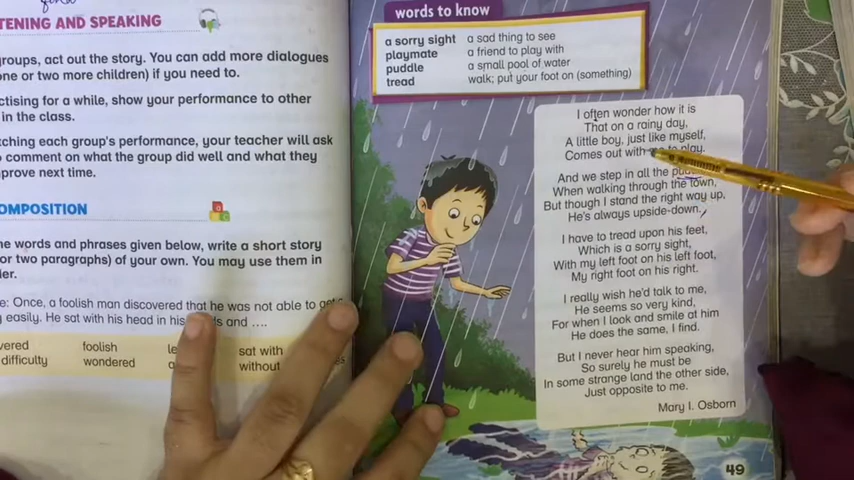 TENING AND SPEAKING
groups, act out the story. You can add more dialogues
one or two more children) if you need to.
ctising for a while, show your performance to other
in the class.
tching each group's performance, your teacher will ask
o comment on what the group did well and what they
prove next time.
OMPOSITION
he words and phrases given below, write a short story
or two paragraphs) of your own. You may use them in
der.
e: Once, a foolish man discovered that he was not able to
easily. He sat with his head in his and ....
vered foolish sat with
difficulty wondered without
words to know
a sorry sight a sad thing to see
playmate a friend to play with
puddle a small pool of water
tread walk; put your foot on (something)
I often wonder how it is
That on a rainy day,
A little boy, just like myself,
Comes out with me to play.
And we step in all the
When walking through the town,
But though I stand the right way up,
He's always upside-down.
I have to tread upon his feet,
Which is a sorry sight,
With my left foot on his left foot,
My right foot on his right.
I really wish he'd talk to me,
He seems so very kind,
For when I look and smile at him
He does the same, I find.
But I never hear him speaking,
So surely he must be
In some strange land the other side,
Just opposite to me.
Mary I. Osborn
49